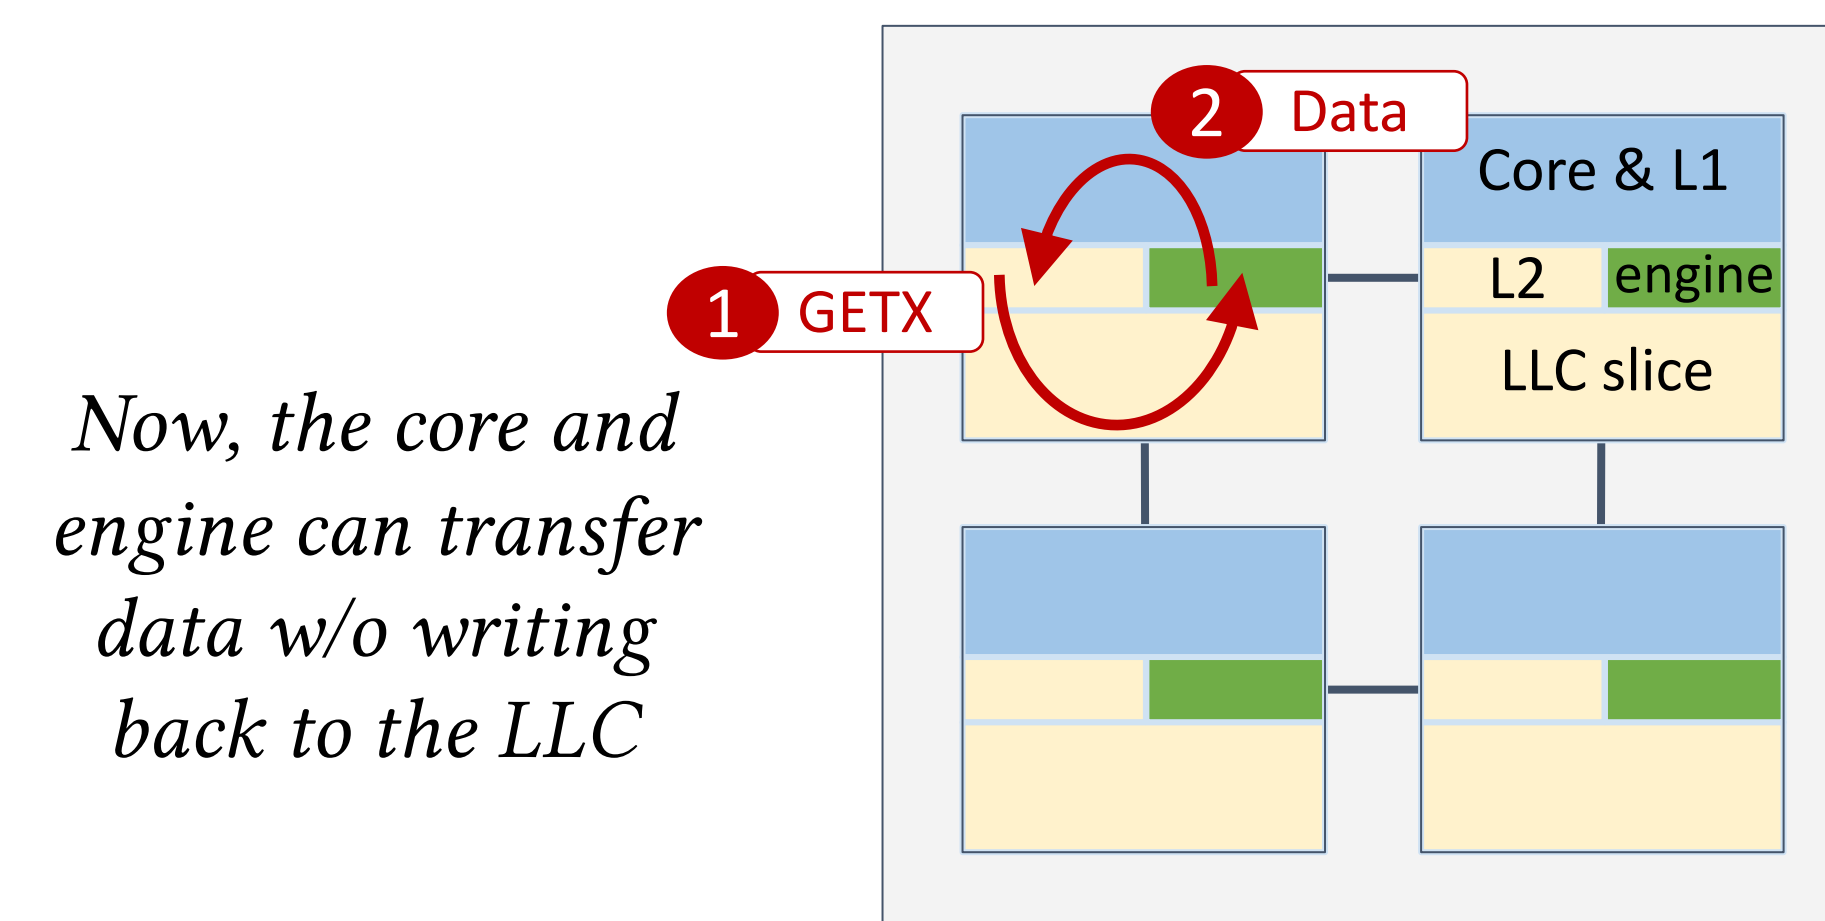 2 Data
Core & L1
L2 engine
1 GETX
LLC slice
Now, the core and
engine can transfer
data w/o writing
back to the LLC